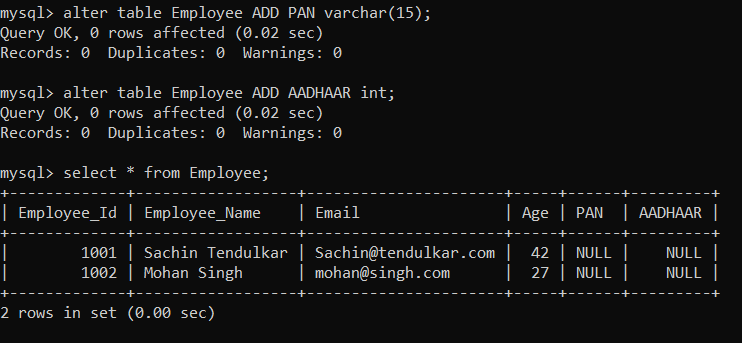 mysql> alter table Employee ADD PAN varchar(15);
Query OK, 0 rows affected (0.02 sec)
Records: 0  Duplicates: 0  Warnings: 0

mysql> alter table Employee ADD AADHAAR int;
Query OK, 0 rows affected (0.02 sec)
Records: 0  Duplicates: 0  Warnings: 0

mysql> select * from Employee;
+-------------+------------------+----------------------+-----+------+---------+
| Employee_Id | Employee_Name    | Email                | Age | PAN  | AADHAAR |
+-------------+------------------+----------------------+-----+------+---------+
|        1001 | Sachin Tendulkar | Sachin@tendulkar.com |  42 | NULL |    NULL |
|        1002 | Mohan Singh      | mohan@singh.com      |  27 | NULL |    NULL |
+-------------+------------------+----------------------+-----+------+---------+
2 rows in set (0.00 sec)